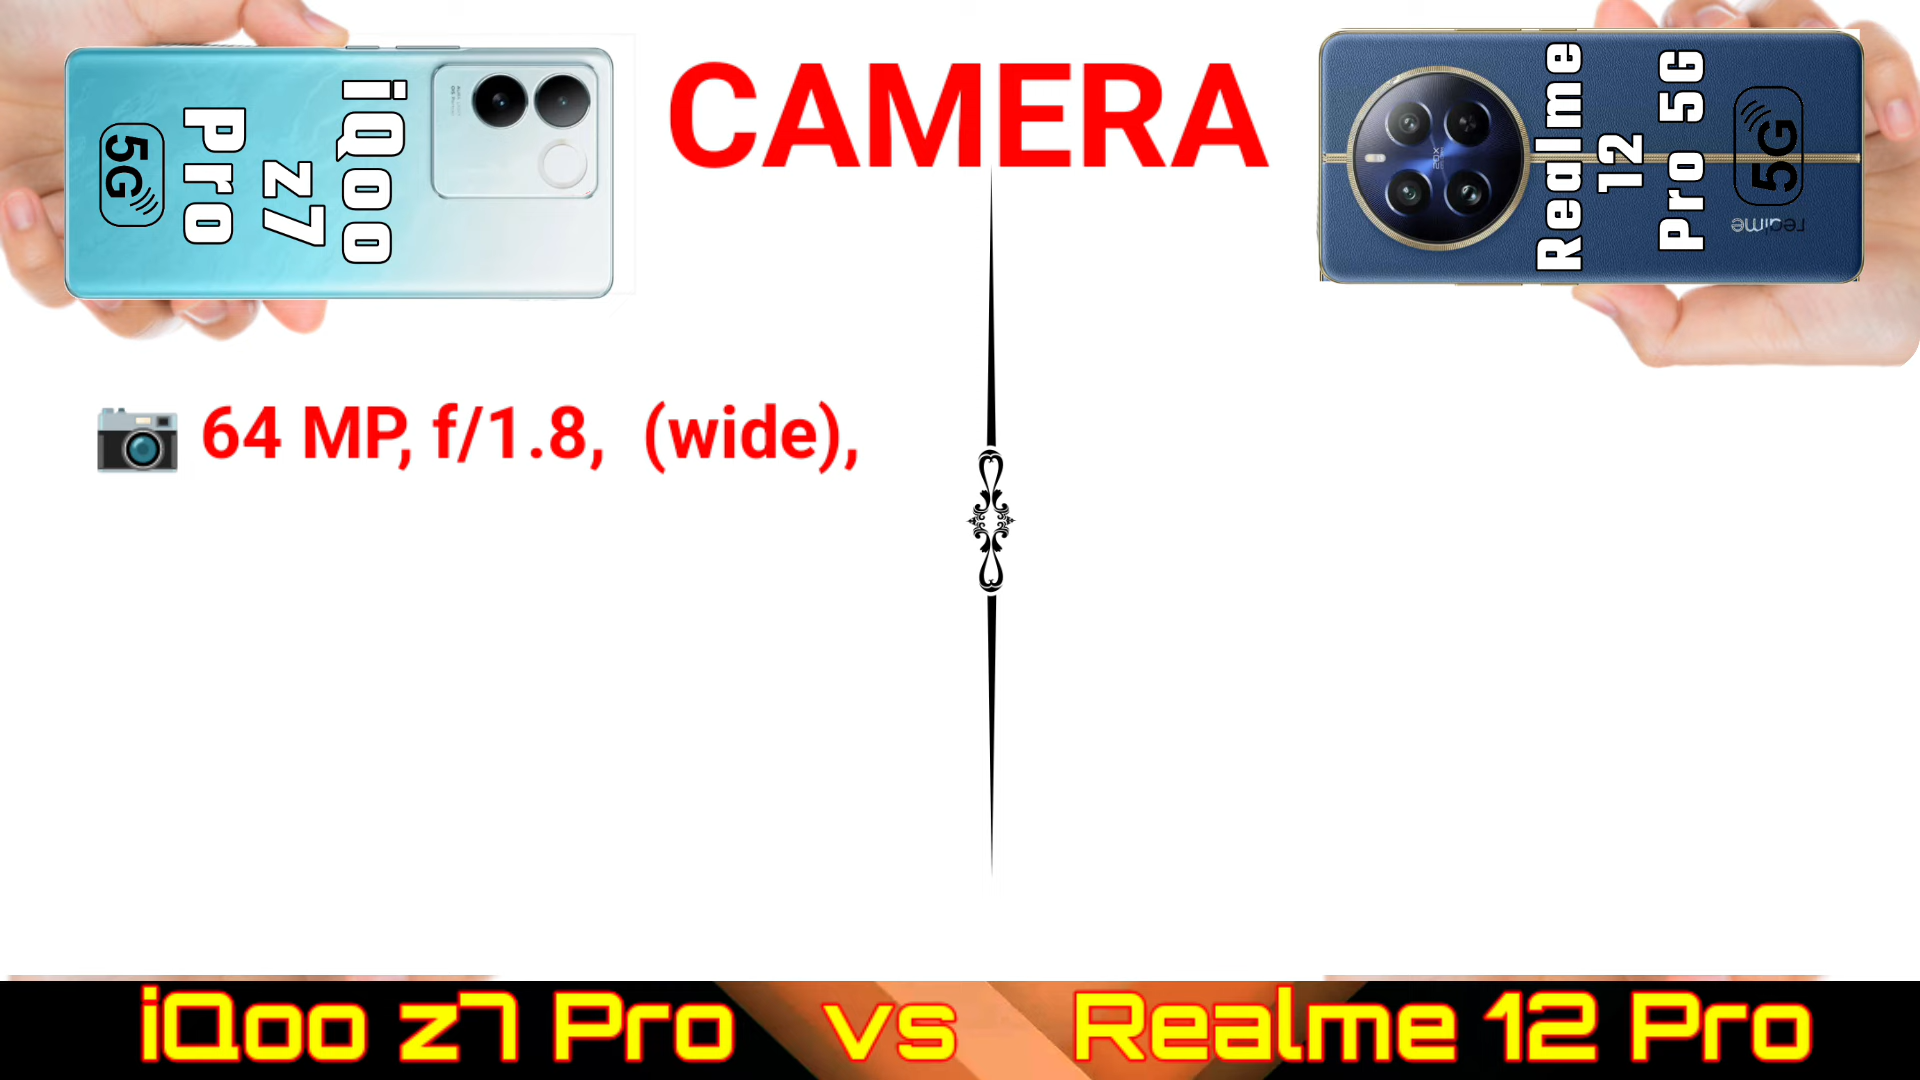 CAMERA
iQoo
z7
Pro
5G
Realme
12
Pro 5G
5G
realme
20X
64 MP, f/1.8, (wide),
iQoo z7 Pro vs Realme 12 Pro